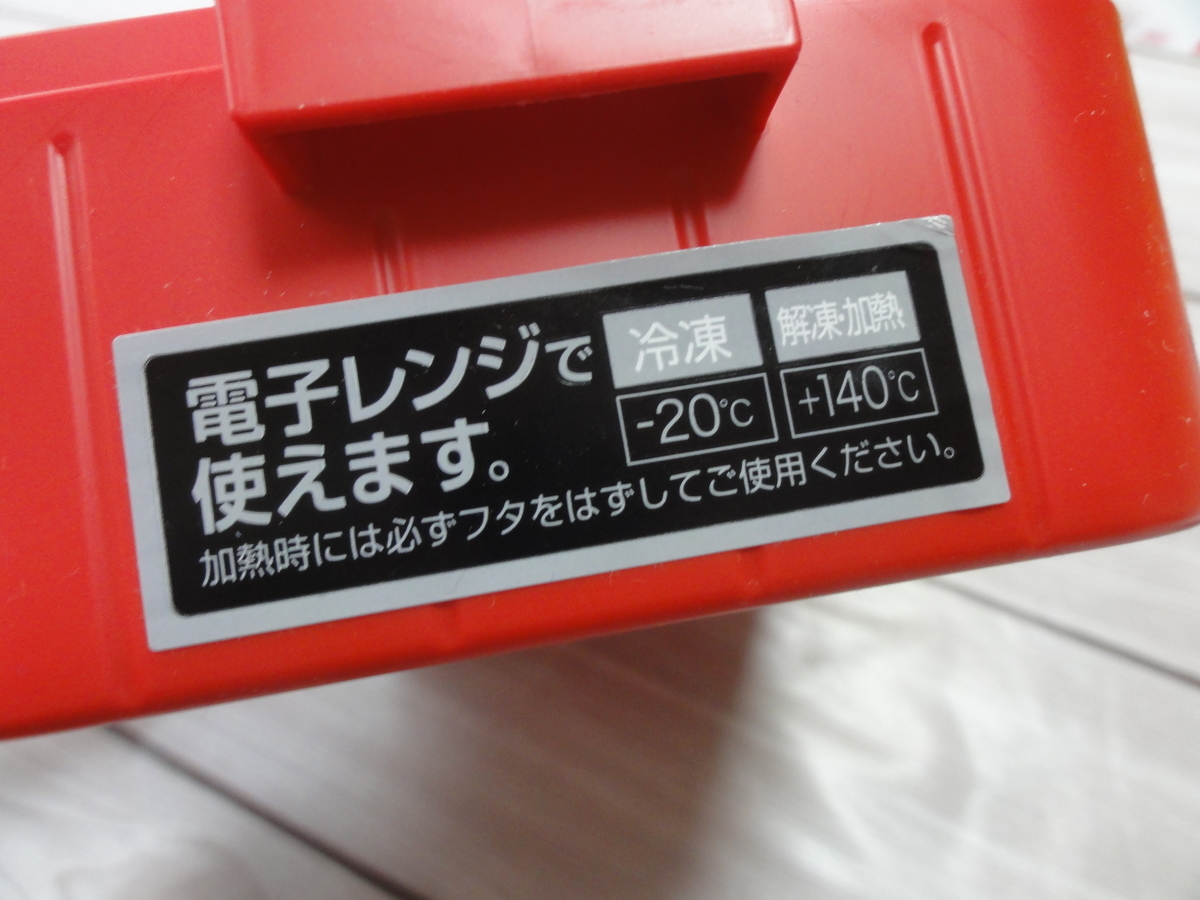 電子レンジで
使えます。
冷凍
-20℃
解凍・加熱
+140℃
加熱時には必ずフタをはずしてご使用ください。